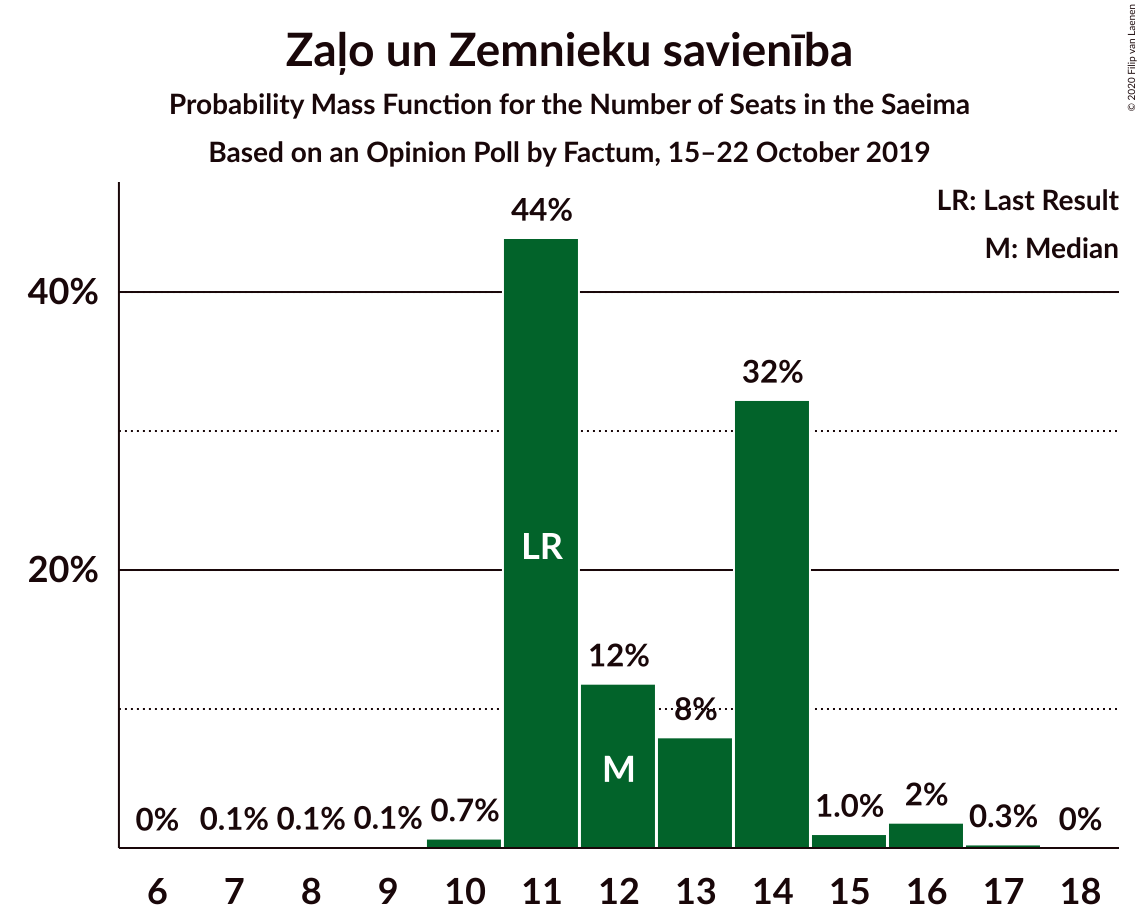 Zaļo un Zemnieku savienība
Probability Mass Function for the Number of Seats in the Saeima
Based on an Opinion Poll by Factum, 15–22 October 2019
© 2020 Filip van Laenen
LR: Last Result
M: Median
44%
40%
32%
LR
20%
12%
8%
M
0% 0.1% 0.1% 0.1% 0.7% 1.0% 2% 0.3% 0%
6 7 8 9 10 11 12 13 14 15 16 17 18